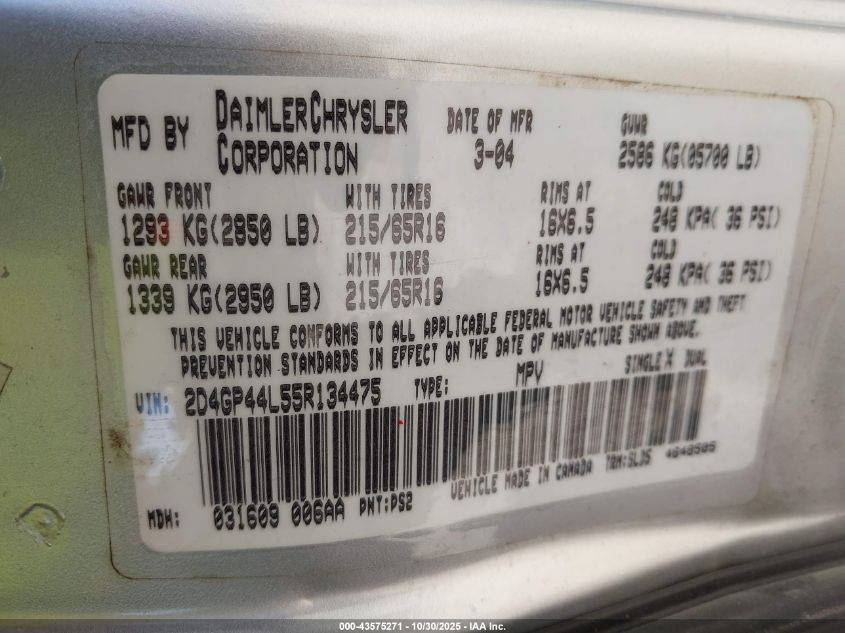 MFD BY DAIMLERCHRYSLER CORPORATION DATE OF MFR 3-04 GVWR 2586 KG(05700 LB)
GAWR FRONT WITH TIRES RIMS AT COLD
1293 KG(2850 LB) 215/65R16 16X6.5 248 KPA( 36 PSI)
GAWR REAR WITH TIRES RIMS AT COLD
1339 KG(2950 LB) 215/65R16 16X6.5 248 KPA( 36 PSI)
THIS VEHICLE CONFORMS TO ALL APPLICABLE FEDERAL MOTOR VEHICLE SAFETY AND THEFT
PREVENTION STANDARDS IN EFFECT ON THE DATE OF MANUFACTURE SHOWN ABOVE.
VIN: 2D4GP44L55R134475 TYPE: MPV SINGLE X DUAL
MDH: 031609 006AA PNT:PS2 VEHICLE MADE IN CANADA TRM:SLD5 4648505
000-43575271 | 10/30/2025 | IAA Inc.